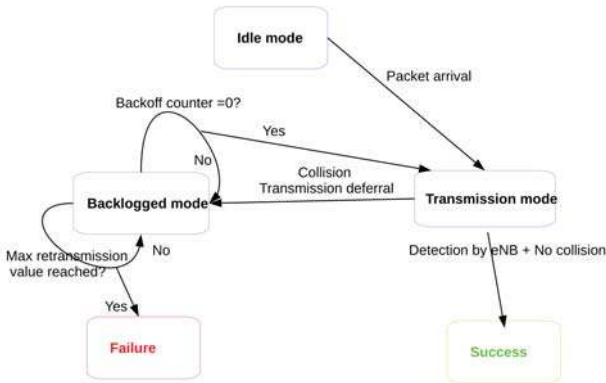 Idle mode
Packet arrival
Backoff counter =0?
Yes
No
Collision
Transmission deferral
Backlogged mode
Transmission mode
Max retransmission
value reached?
No
Detection by eNB + No collision
Yes
Failure
Success